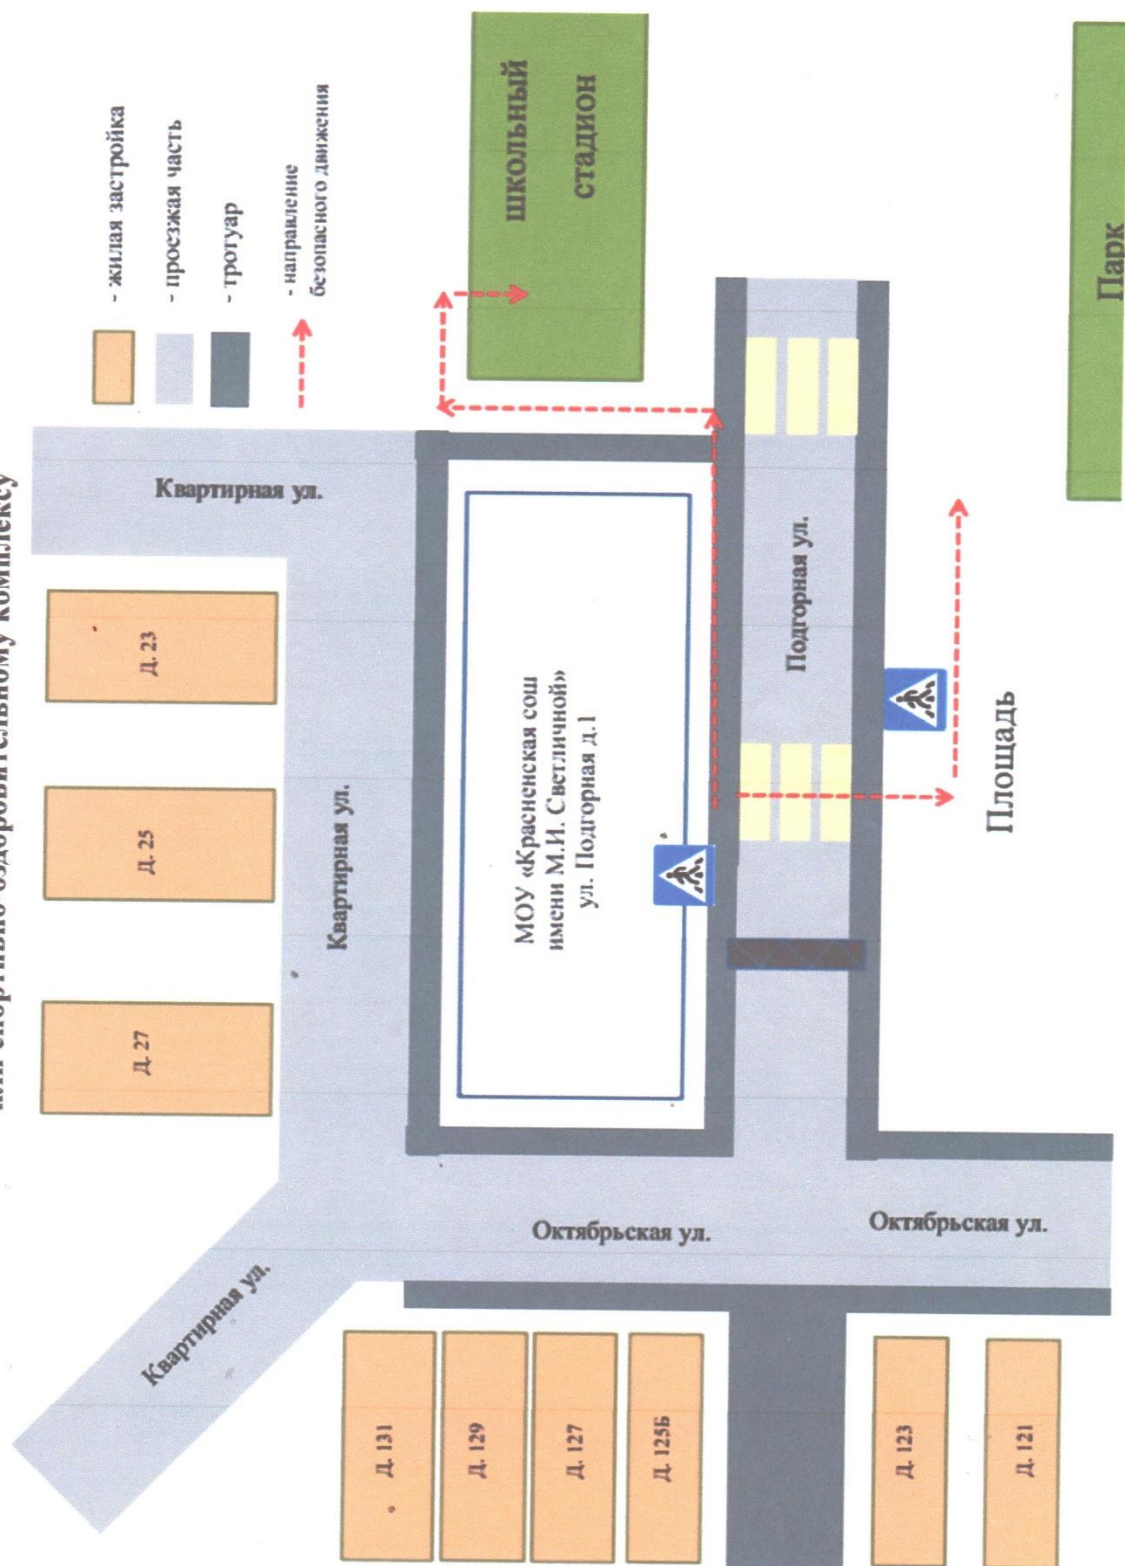 или спортивно-оздоровительному комплексу
- жилая застройка
- проезжая часть
- тротуар
- направление
безопасного движения
Д. 27
Д. 25
Д. 23
Квартирная ул.
Квартирная ул.
Квартирная ул.
Д. 131
Д. 129
Д. 127
Д. 125Б
Октябрьская ул.
МОУ «Красненская сош
имени М.И. Светличной»
ул. Подгорная д.1
школьный
стадион
Подгорная ул.
Д. 123
Д. 121
Октябрьская ул.
Площадь
Парк